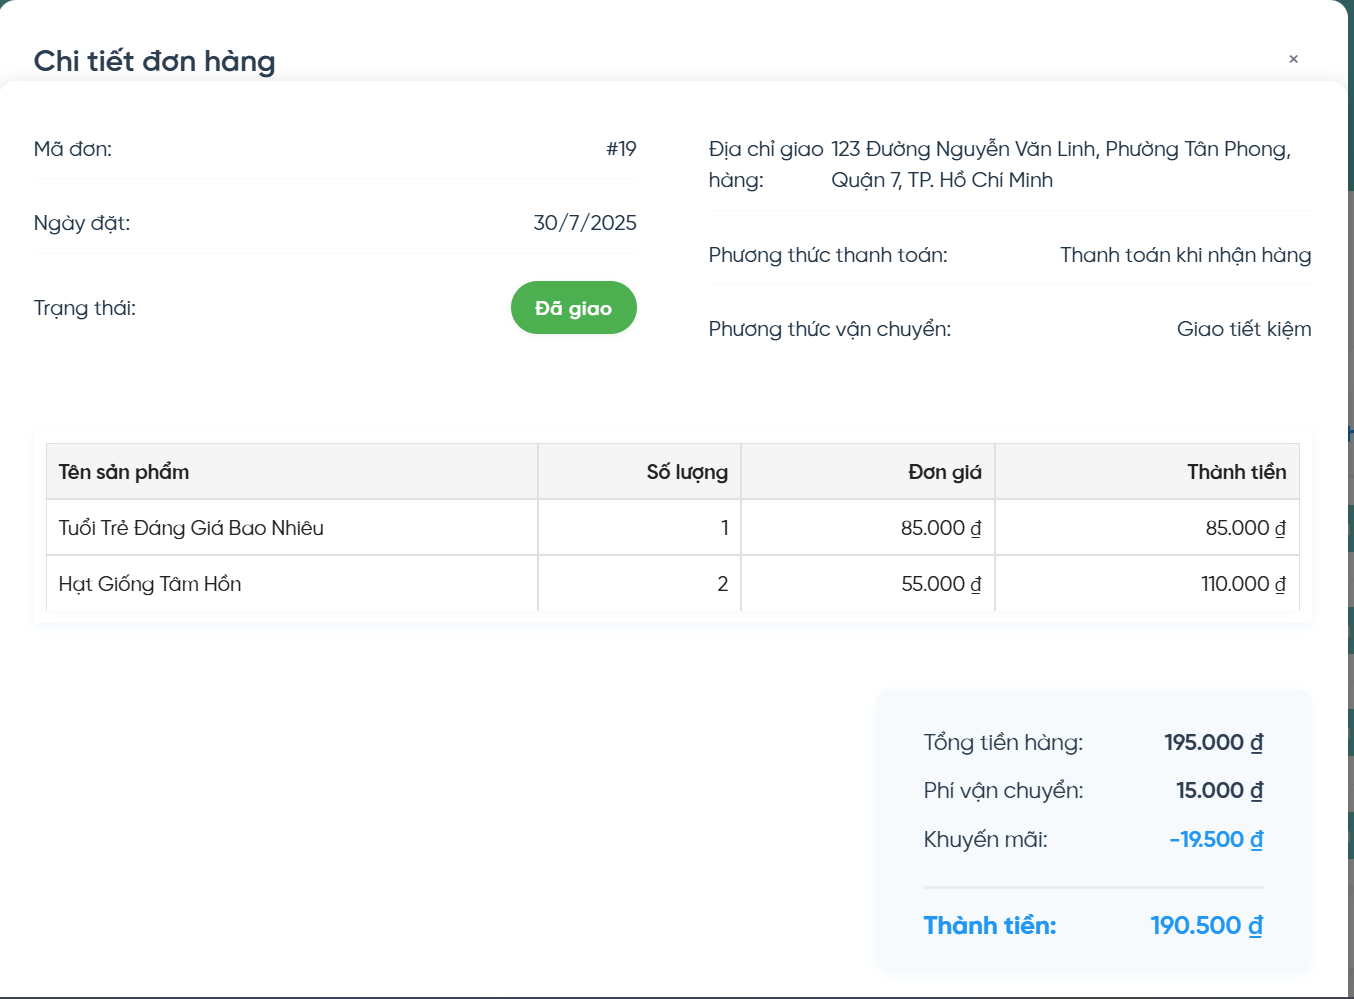 Chi tiết đơn hàng ×
Mã đơn: #19
Ngày đặt: 30/7/2025
Trạng thái: Đã giao
Địa chỉ giao 123 Đường Nguyễn Văn Linh, Phường Tân Phong,
hàng: Quận 7, TP. Hồ Chí Minh
Phương thức thanh toán: Thanh toán khi nhận hàng
Phương thức vận chuyển: Giao tiết kiệm
Tên sản phẩm Số lượng Đơn giá Thành tiền
Tuổi Trẻ Đáng Giá Bao Nhiêu 1 85.000 ₫ 85.000 ₫
Hạt Giống Tâm Hồn 2 55.000 ₫ 110.000 ₫
Tổng tiền hàng: 195.000 ₫
Phí vận chuyển: 15.000 ₫
Khuyến mãi: -19.500 ₫
Thành tiền: 190.500 ₫